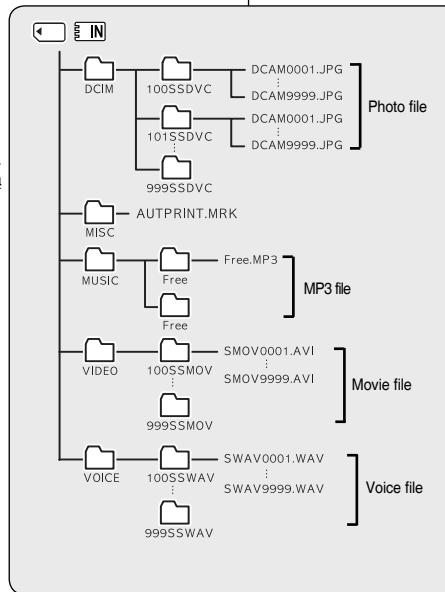 IN
DCIM
100SSDVC
DCAM0001.JPG
DCAM9999.JPG
101SSDVC
DCAM0001.JPG
DCAM9999.JPG
Photo file
999SSDVC
MISC
AUTPRINT.MRK
MUSIC
Free
Free.MP3
MP3 file
Free
VIDEO
100SSMOV
SMOV0001.AVI
SMOV9999.AVI
Movie file
999SSMOV
VOICE
100SSWAV
SWAV0001.WAV
SWAV9999.WAV
Voice file
999SSWAV